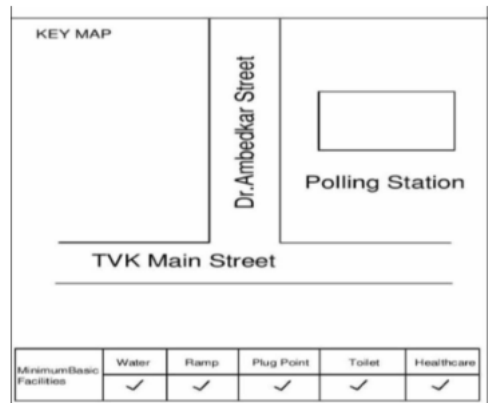 KEY MAP
Dr.Ambedkar Street
Polling Station
TVK Main Street
MinimumBasic Facilities
Water Ramp Plug Point Toilet Healthcare
✓ ✓ ✓ ✓ ✓